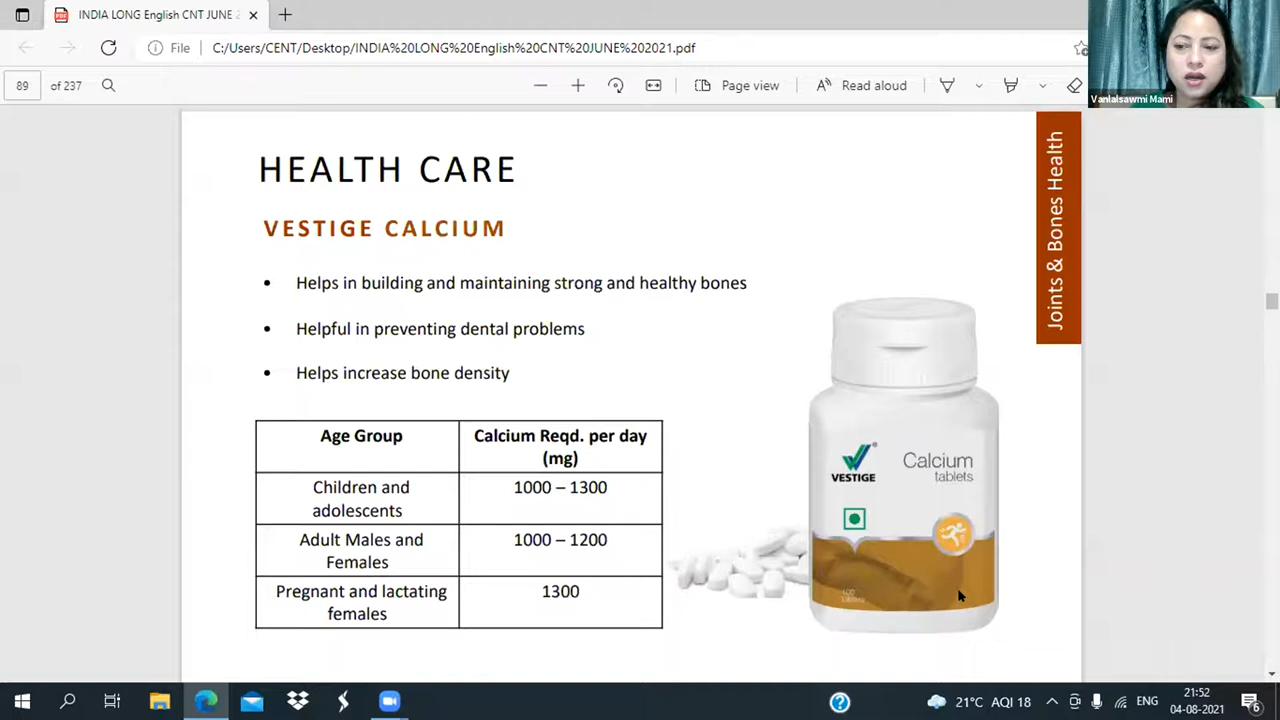 INDIA LONG English CNT JUNE 2
File
C:/Users/CENT/Desktop/INDIA%20LONG%20English%20CNT%20JUNE%202021.pdf
89 of 237
Page view
Read aloud
Vanlalsawmi Mami
HEALTH CARE
Joints & Bones Health
VESTIGE CALCIUM
• Helps in building and maintaining strong and healthy bones
• Helpful in preventing dental problems
• Helps increase bone density
Age Group
Calcium Reqd. per day
(mg)
Children and
adolescents
1000 – 1300
Adult Males and
Females
1000 – 1200
Pregnant and lactating
females
1300
VESTIGE
Calcium
tablets
21°C AQI 18
ENG
21:52
04-08-2021
6